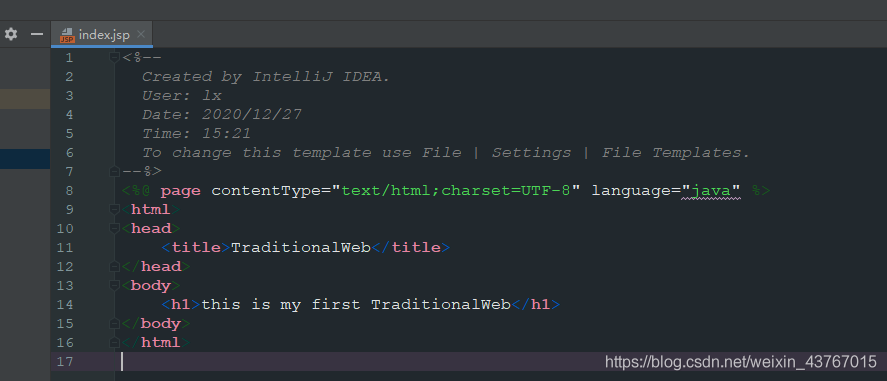 index.jsp
1 <%--
2 Created by IntelliJ IDEA.
3 User: lx
4 Date: 2020/12/27
5 Time: 15:21
6 To change this template use File | Settings | File Templates.
7 --%>
8 <%@ page contentType="text/html;charset=UTF-8" language="java" %>
9 <html>
10 <head>
11 <title>TraditionalWeb</title>
12 </head>
13 <body>
14 <h1>this is my first TraditionalWeb</h1>
15 </body>
16 </html>
17
https://blog.csdn.net/weixin_43767015